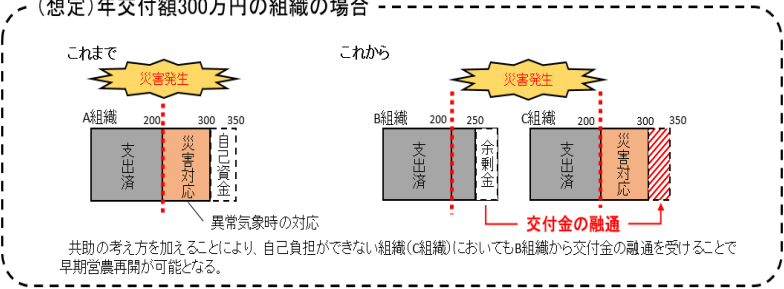 (想定)年交付額300万円の組織の場合
これまで
災害発生
A組織
200
300
350
支出済
災害対応
自己資金
異常気象時の対応
これから
災害発生
B組織
200
250
支出済
余剰金
C組織
200
300
350
支出済
災害対応
交付金の融通
共助の考え方を加えることにより、自己負担ができない組織(C組織)においてもB組織から交付金の融通を受けることで
早期営農再開が可能となる。